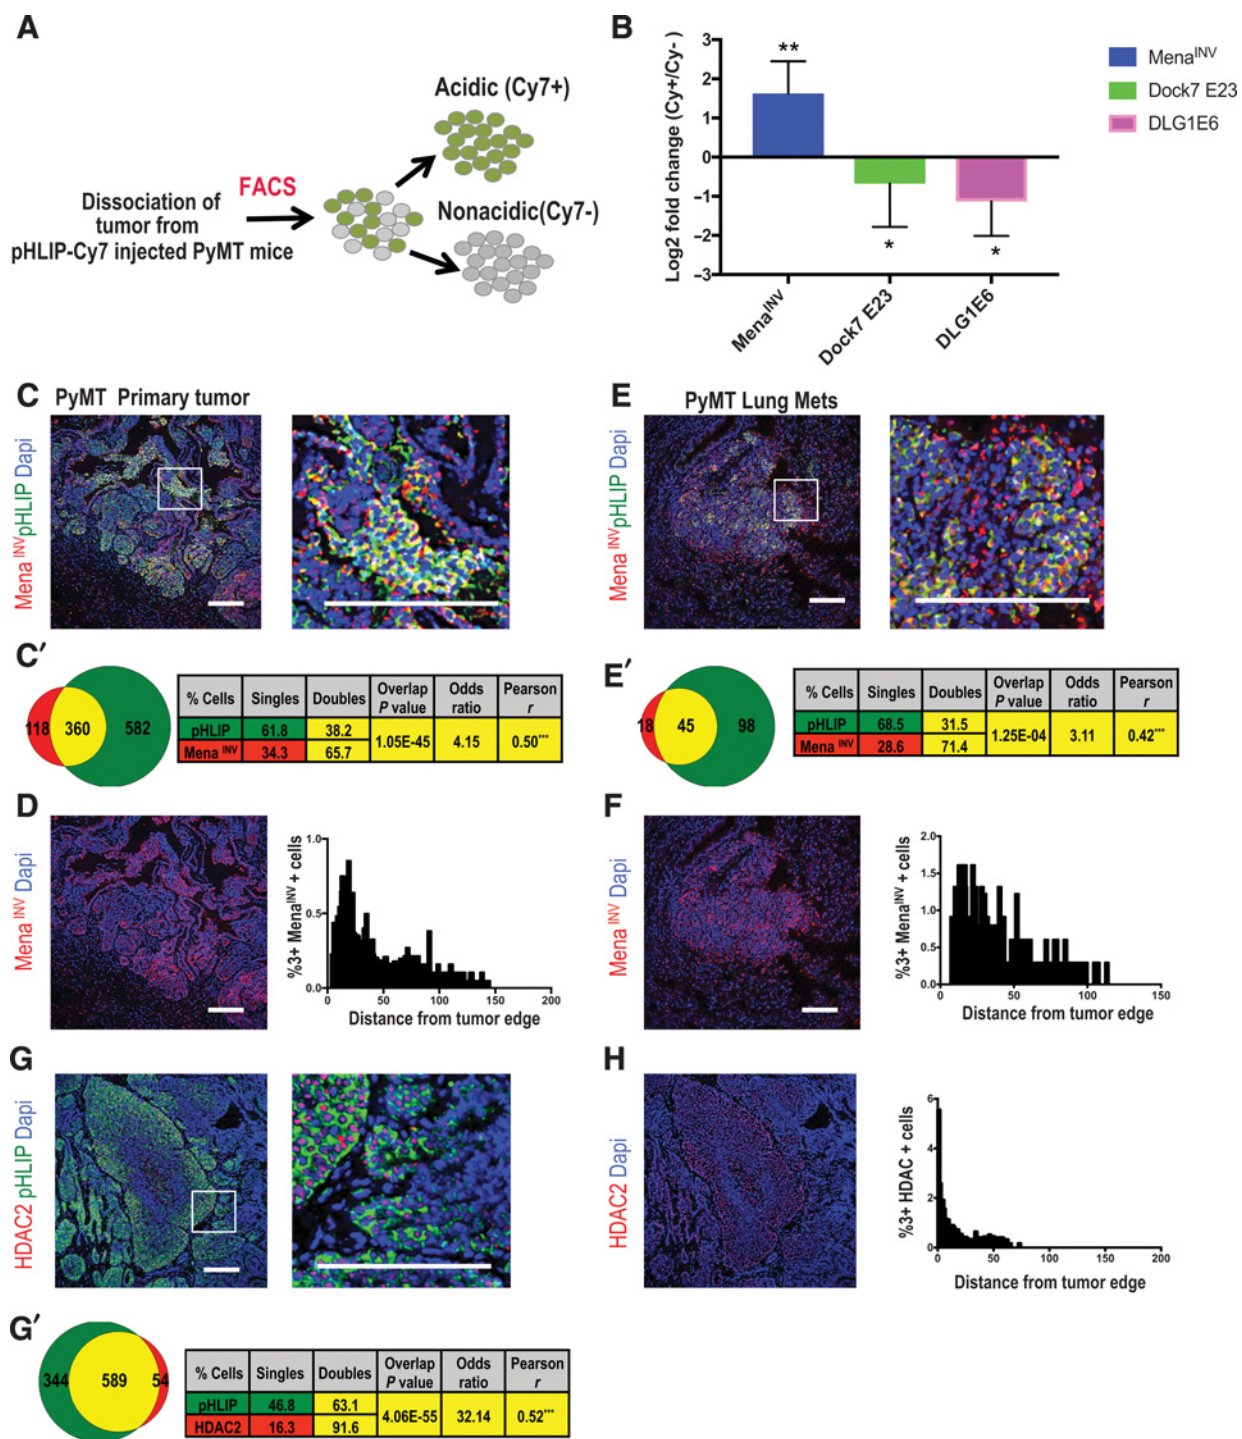 A
Acidic (Cy7+)
FACS
Dissociation of
tumor from
pHLIP-Cy7 injected PyMT mice
Nonacidic(Cy7-)
B
Log2 fold change (Cy+/Cy- )
3
2
1
0
−1
−2
−3
**
*
*
Mena^INV
Dock7 E23
DLG1E6
Mena^INV
Dock7 E23
DLG1E6
C
PyMT Primary tumor
Mena ^INV pHLIP Dapi
E
PyMT Lung Mets
Mena ^INV pHLIP Dapi
C′
118 360 582
% Cells Singles Doubles Overlap P value Odds ratio Pearson r
pHLIP 61.8 38.2 1.05E-45 4.15 0.50***
Mena ^INV 34.3 65.7
E′
18 45 98
% Cells Singles Doubles Overlap P value Odds ratio Pearson r
pHLIP 68.5 31.5 1.25E-04 3.11 0.42***
Mena ^INV 28.6 71.4
D
Mena ^INV Dapi
%3+ Mena^INV + cells
1.0
0.5
0.0
0 50 100 150 200
Distance from tumor edge
F
Mena ^INV Dapi
%3+ Mena^INV + cells
2.0
1.5
1.0
0.5
0.0
0 50 100 150
Distance from tumor edge
G
HDAC2 pHLIP Dapi
H
HDAC2 Dapi
%3+ HDAC + cells
6
4
2
0
0 50 100 150 200
Distance from tumor edge
G′
344 589 54
% Cells Singles Doubles Overlap P value Odds ratio Pearson r
pHLIP 46.8 63.1 4.06E-55 32.14 0.52***
HDAC2 16.3 91.6